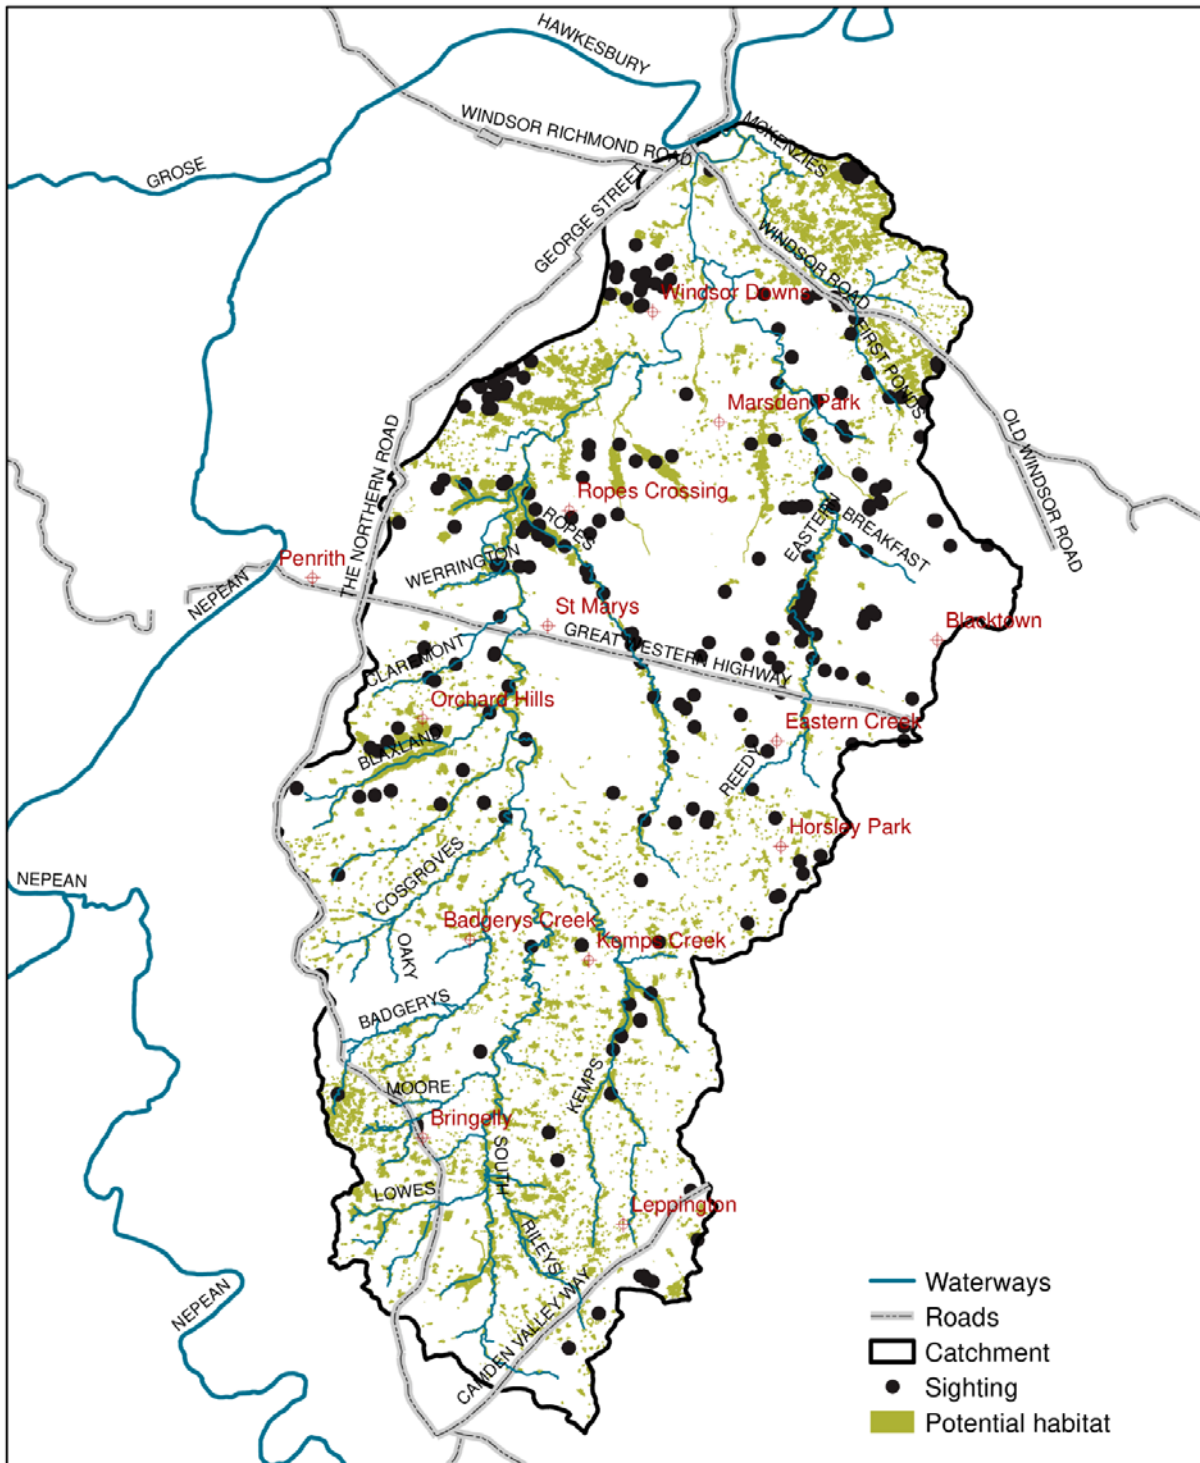 HAWKESBURY
WINDSOR RICHMOND ROAD
MCKENZIES
GROSE
GEORGE STREET
WINDSOR ROAD
Windsor Downs
FIRST PONDS
Marsden Park
OLD WINDSOR ROAD
THE NORTHERN ROAD
Ropes Crossing
ROPES
EASTERN
BREAKFAST
Penrith
WERRINGTON
NEPEAN
St Marys
Blacktown
GREAT WESTERN HIGHWAY
CLAREMONT
Orchard Hills
Eastern Creek
BLAXLAND
REEDY
Horsley Park
COSGROVES
NEPEAN
Badgerys Creek
Kemps Creek
OAKY
BADGERYS
KEMPS
MOORE
Bringelly
SOUTH
LOWES
Leppington
RILEYS
NEPEAN
CAMDEN VALLEY WAY
Waterways
Roads
Catchment
Sighting
Potential habitat